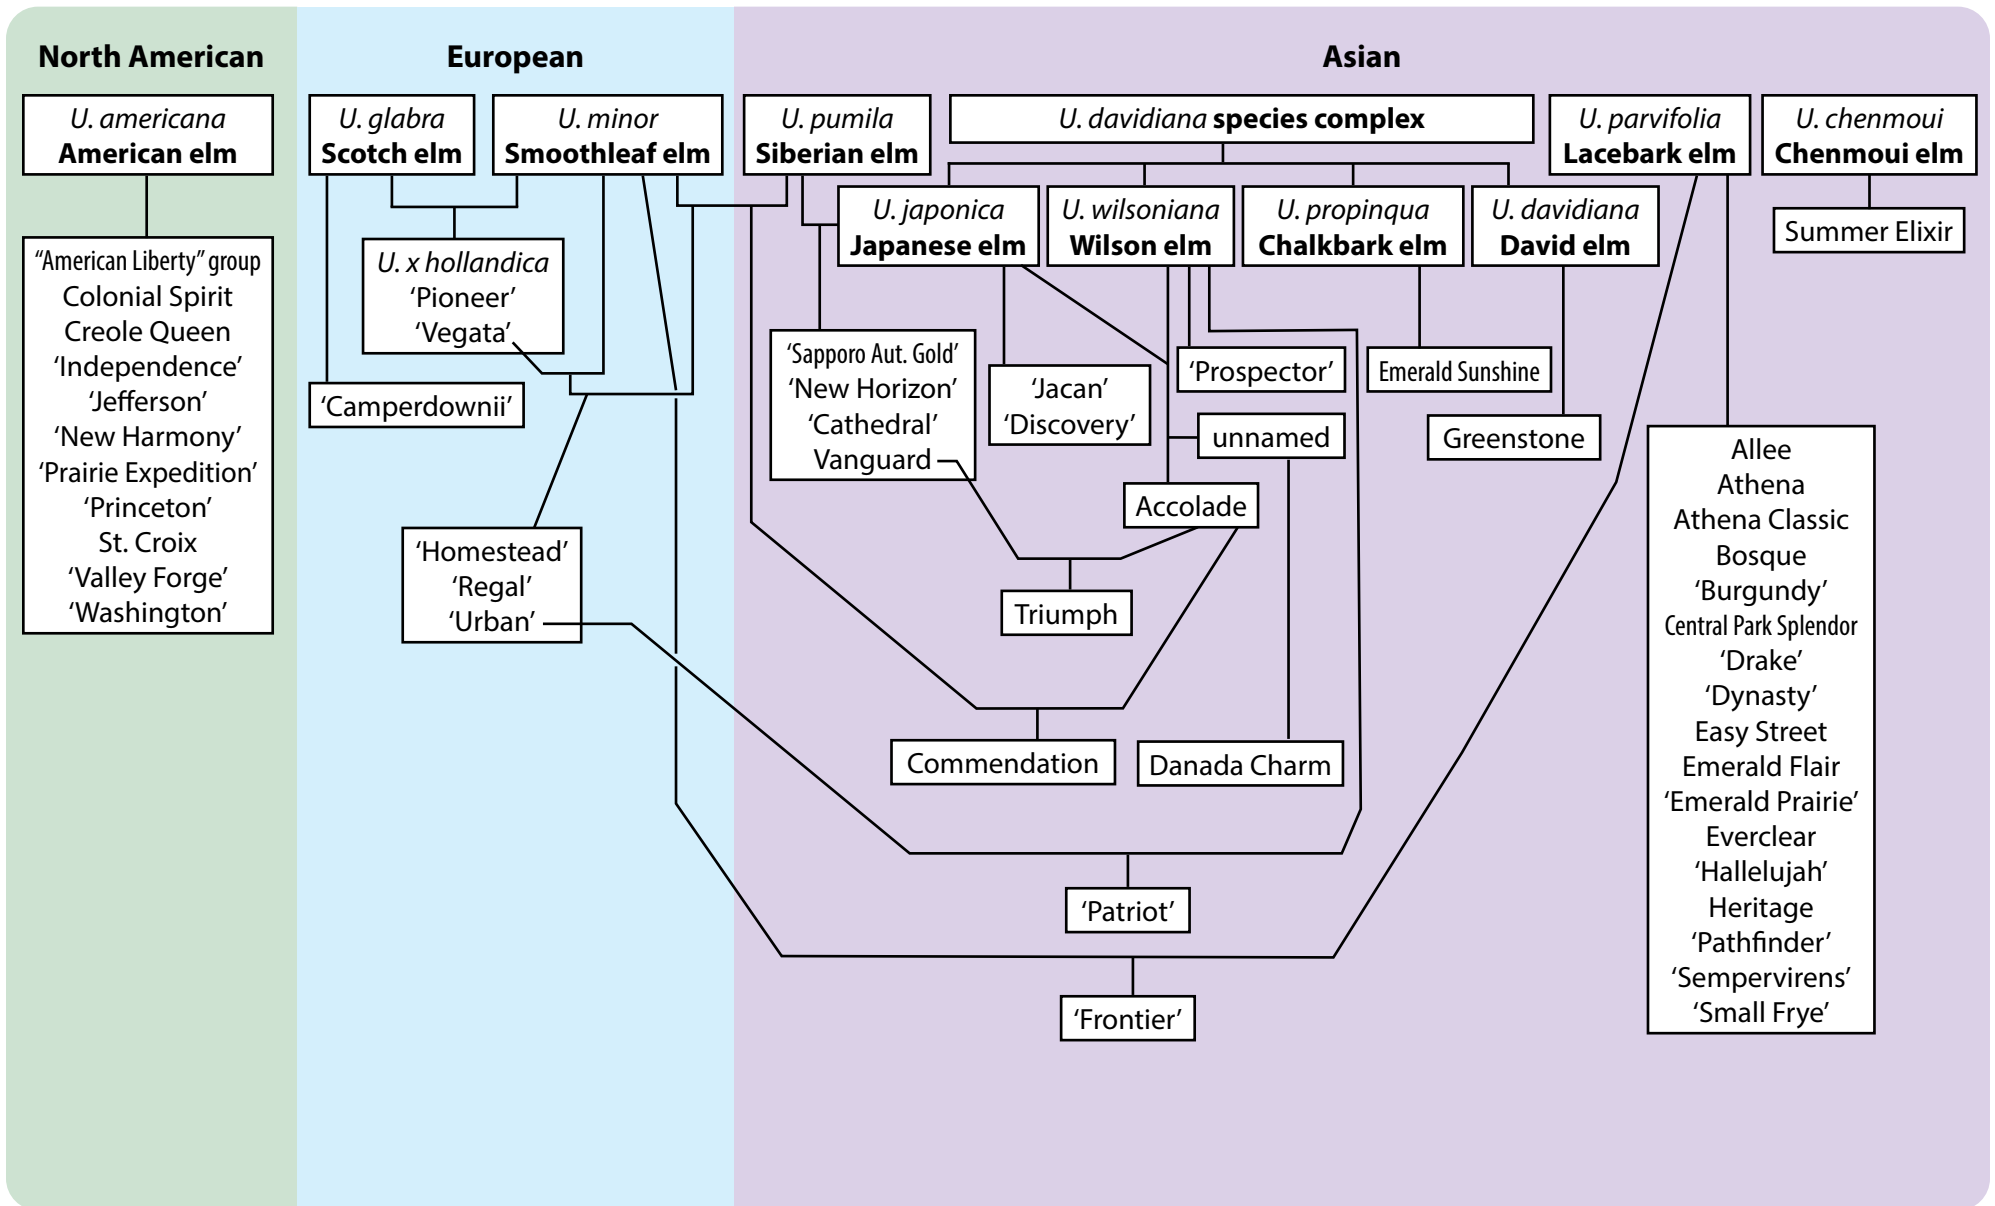 North American
European
Asian
U. americana
American elm
U. glabra
Scotch elm
U. minor
Smoothleaf elm
U. pumila
Siberian elm
U. davidiana species complex
U. parvifolia
Lacebark elm
U. chenmoui
Chenmoui elm
U. japonica
Japanese elm
U. wilsoniana
Wilson elm
U. propinqua
Chalkbark elm
U. davidiana
David elm
Summer Elixir
“American Liberty” group
Colonial Spirit
Creole Queen
‘Independence’
‘Jefferson’
‘New Harmony’
‘Prairie Expedition’
‘Princeton’
St. Croix
‘Valley Forge’
‘Washington’
U. x hollandica
‘Pioneer’
‘Vegata’
‘Camperdownii’
‘Homestead’
‘Regal’
‘Urban’
‘Sapporo Aut. Gold’
‘New Horizon’
‘Cathedral’
Vanguard
‘Jacan’
‘Discovery’
‘Prospector’
Emerald Sunshine
unnamed
Greenstone
Accolade
Triumph
Commendation
Danada Charm
‘Patriot’
‘Frontier’
Allee
Athena
Athena Classic
Bosque
‘Burgundy’
Central Park Splendor
‘Drake’
‘Dynasty’
Easy Street
Emerald Flair
‘Emerald Prairie’
Everclear
‘Hallelujah’
Heritage
‘Pathfinder’
‘Sempervirens’
‘Small Frye’